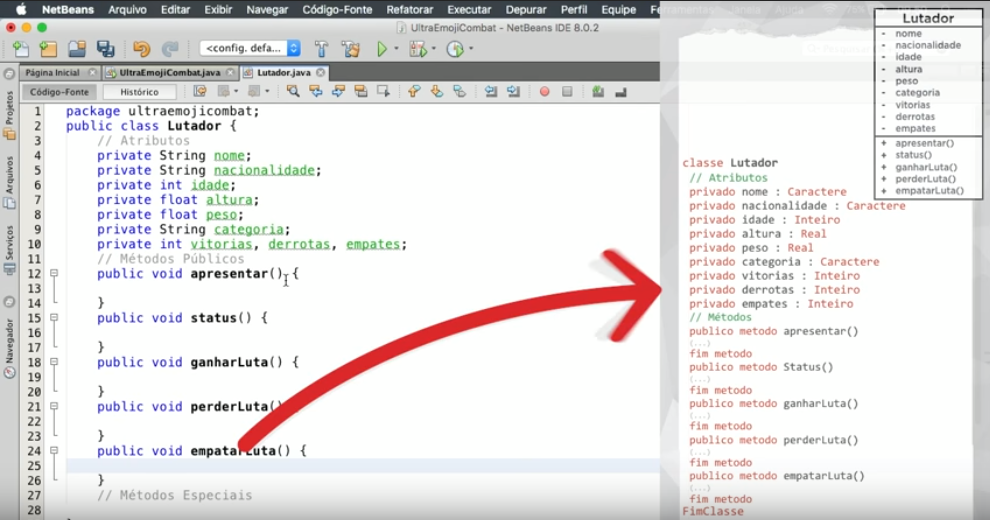 NetBeans Arquivo Editar Exibir Navegar Código-Fonte Refatorar Executar Depurar Perfil Equipe Ferramentas Janela Ajuda
UltraEmojiCombat - NetBeans IDE 8.0.2
<config. defa...
Página Inicial UltraEmojiCombat.java Lutador.java
Código-Fonte Histórico
Projetos
Arquivos
Serviços
Navegador
1 package ultraemojicombat;
2 public class Lutador {
3 // Atributos
4 private String nome;
5 private String nacionalidade;
6 private int idade;
7 private float altura;
8 private float peso;
9 private String categoria;
10 private int vitorias, derrotas, empates;
11 // Métodos Públicos
12 public void apresentar() {
13
14 }
15 public void status() {
16
17 }
18 public void ganharLuta() {
19
20 }
21 public void perderLuta()
22
23 }
24 public void empatarLuta() {
25
26 }
27 // Métodos Especiais
28
Lutador
- nome
- nacionalidade
- idade
- altura
- peso
- categoria
- vitorias
- derrotas
- empates
+ apresentar()
+ status()
+ ganharLuta()
+ perderLuta()
+ empatarLuta()
classe Lutador
// Atributos
privado nome : Caractere
privado nacionalidade : Caractere
privado idade : Inteiro
privado altura : Real
privado peso : Real
privado categoria : Caractere
privado vitorias : Inteiro
privado derrotas : Inteiro
privado empates : Inteiro
// Métodos
publico metodo apresentar()
(...)
fim metodo
publico metodo Status()
(...)
fim metodo
publico metodo ganharLuta()
(...)
fim metodo
publico metodo perderLuta()
(...)
fim metodo
publico metodo empatarLuta()
(...)
fim metodo
FimClasse